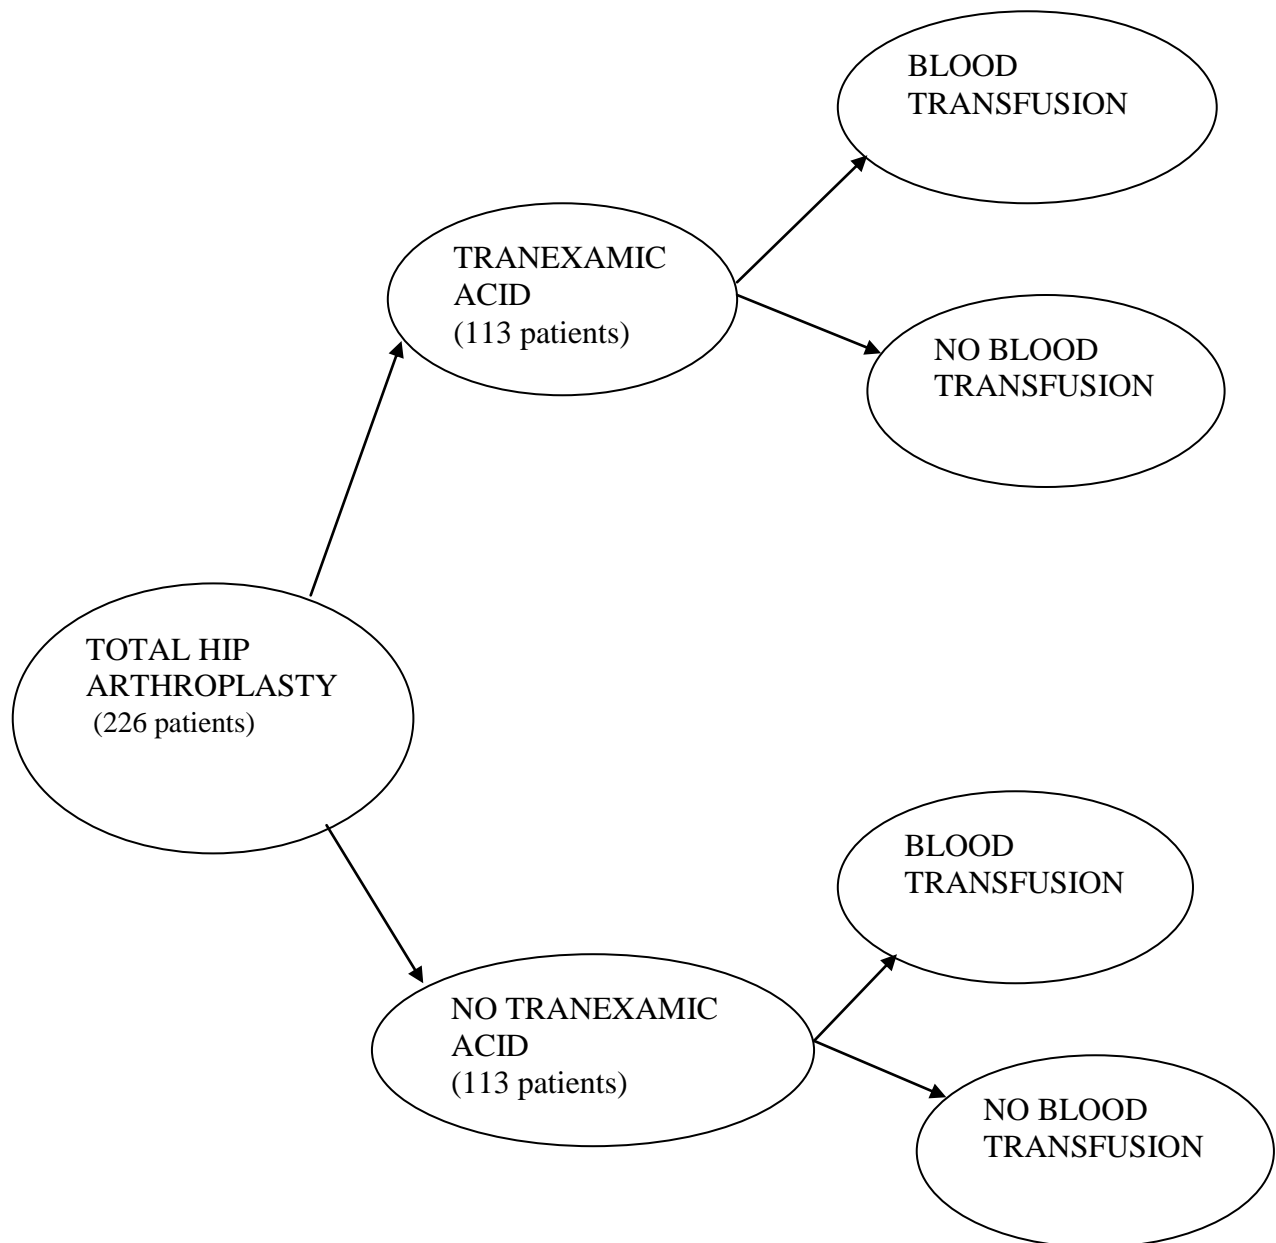 BLOOD
TRANSFUSION
TRANEXAMIC
ACID
(113 patients)
NO BLOOD
TRANSFUSION
TOTAL HIP
ARTHROPLASTY
(226 patients)
BLOOD
TRANSFUSION
NO TRANEXAMIC
ACID
(113 patients)
NO BLOOD
TRANSFUSION